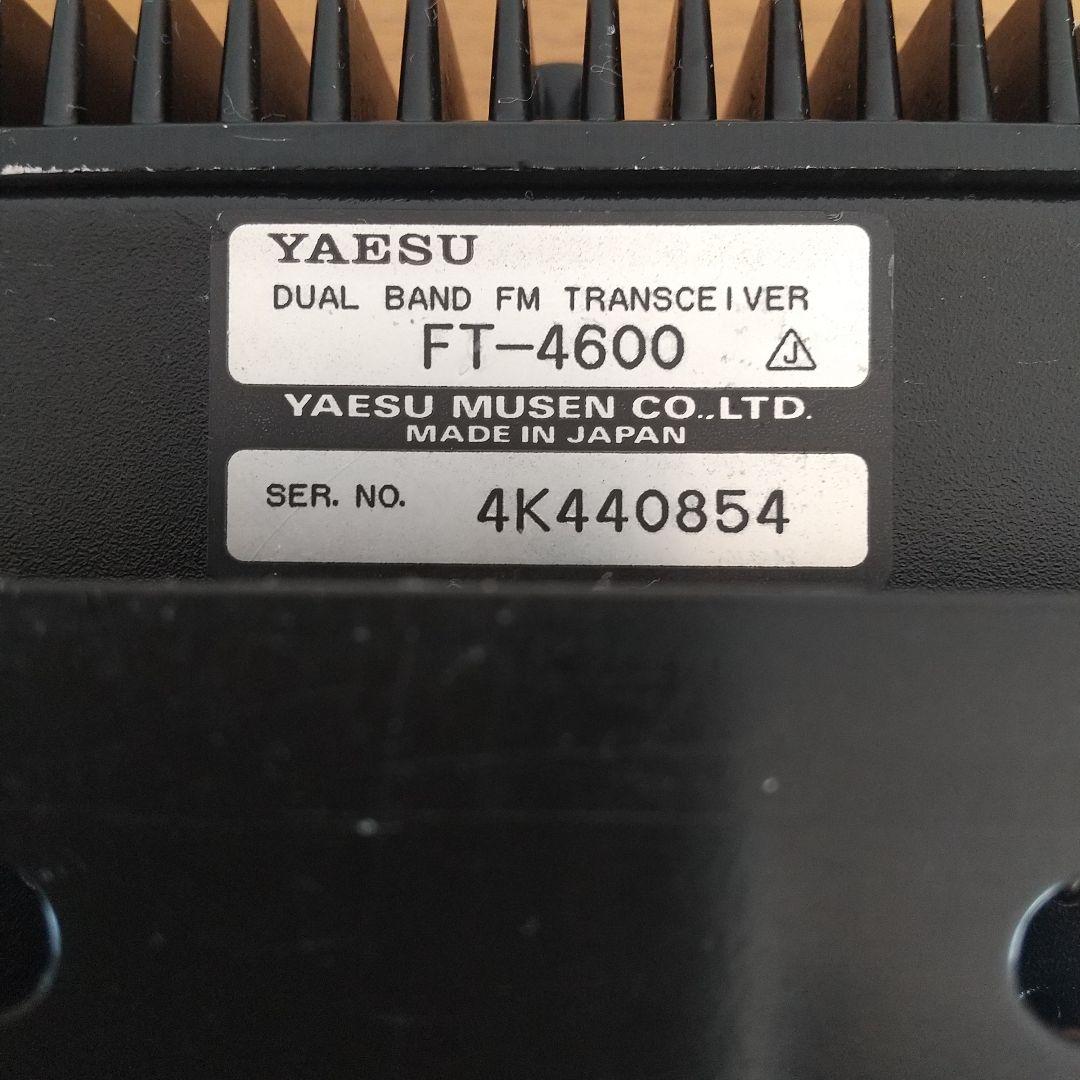 YAESU
DUAL BAND FM TRANSCEIVER
FT-4600 J
YAESU MUSEN CO.,LTD.
MADE IN JAPAN
SER. NO. 4K440854